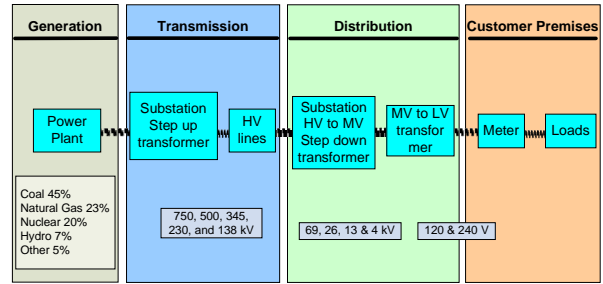 Generation
Transmission
Distribution
Customer Premises
Power
Plant
Substation
Step up
transformer
HV
lines
Substation
HV to MV
Step down
transformer
MV to LV
transfor
mer
Meter
Loads
Coal 45%
Natural Gas 23%
Nuclear 20%
Hydro 7%
Other 5%
750, 500, 345,
230, and 138 kV
69, 26, 13 & 4 kV
120 & 240 V